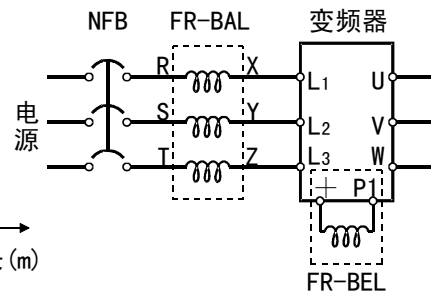 NFB FR-BAL 变频器
R X L1 U
电源 S Y L2 V
T Z L3 W
+ P1
(m)
FR-BEL